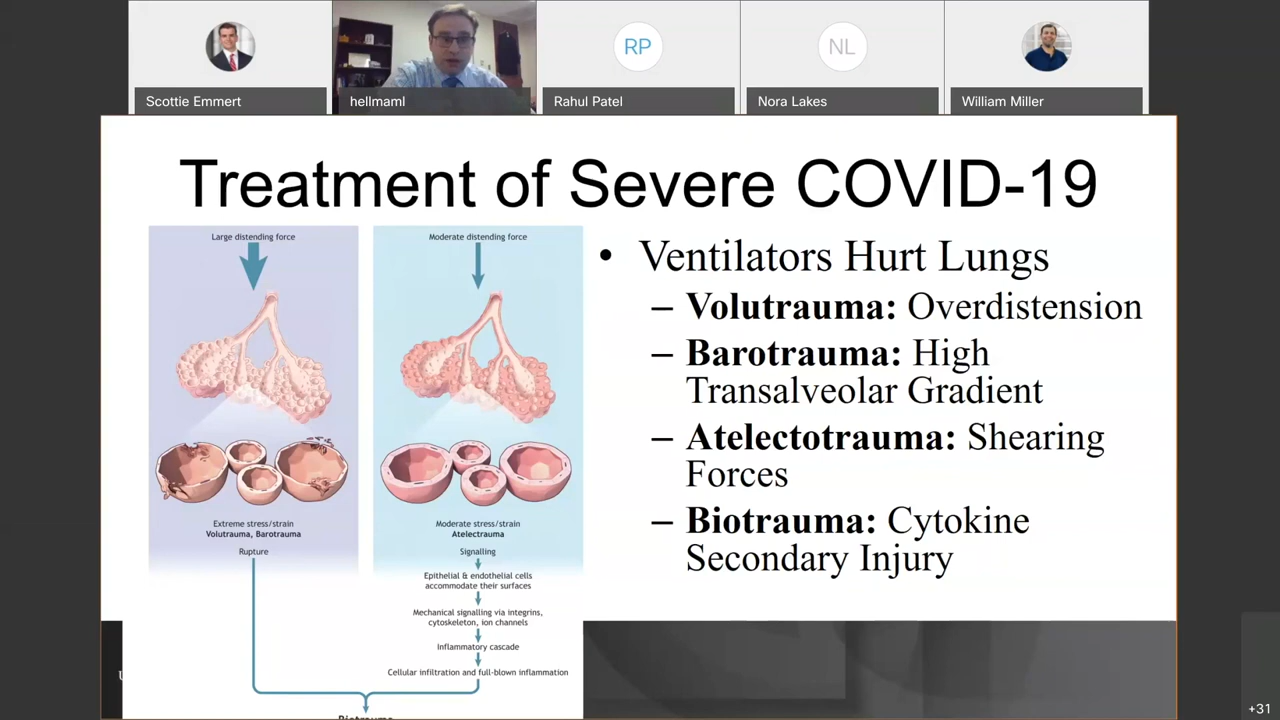 RP
NL
Scottie Emmert
hellmaml
Rahul Patel
Nora Lakes
William Miller
Treatment of Severe COVID-19
Large distending force
Extreme stress/strain
Volutrauma, Barotrauma
Rupture
Moderate distending force
Moderate stress/strain
Atelectrauma
Signalling
Epithelial & endothelial cells
accommodate their surfaces
Mechanical signalling via integrins,
cytoskeleton, ion channels
Inflammatory cascade
Cellular infiltration and full-blown inflammation
Biotrauma
• Ventilators Hurt Lungs
– Volutrauma: Overdistension
– Barotrauma: High
Transalveolar Gradient
– Atelectotrauma: Shearing
Forces
– Biotrauma: Cytokine
Secondary Injury
+31